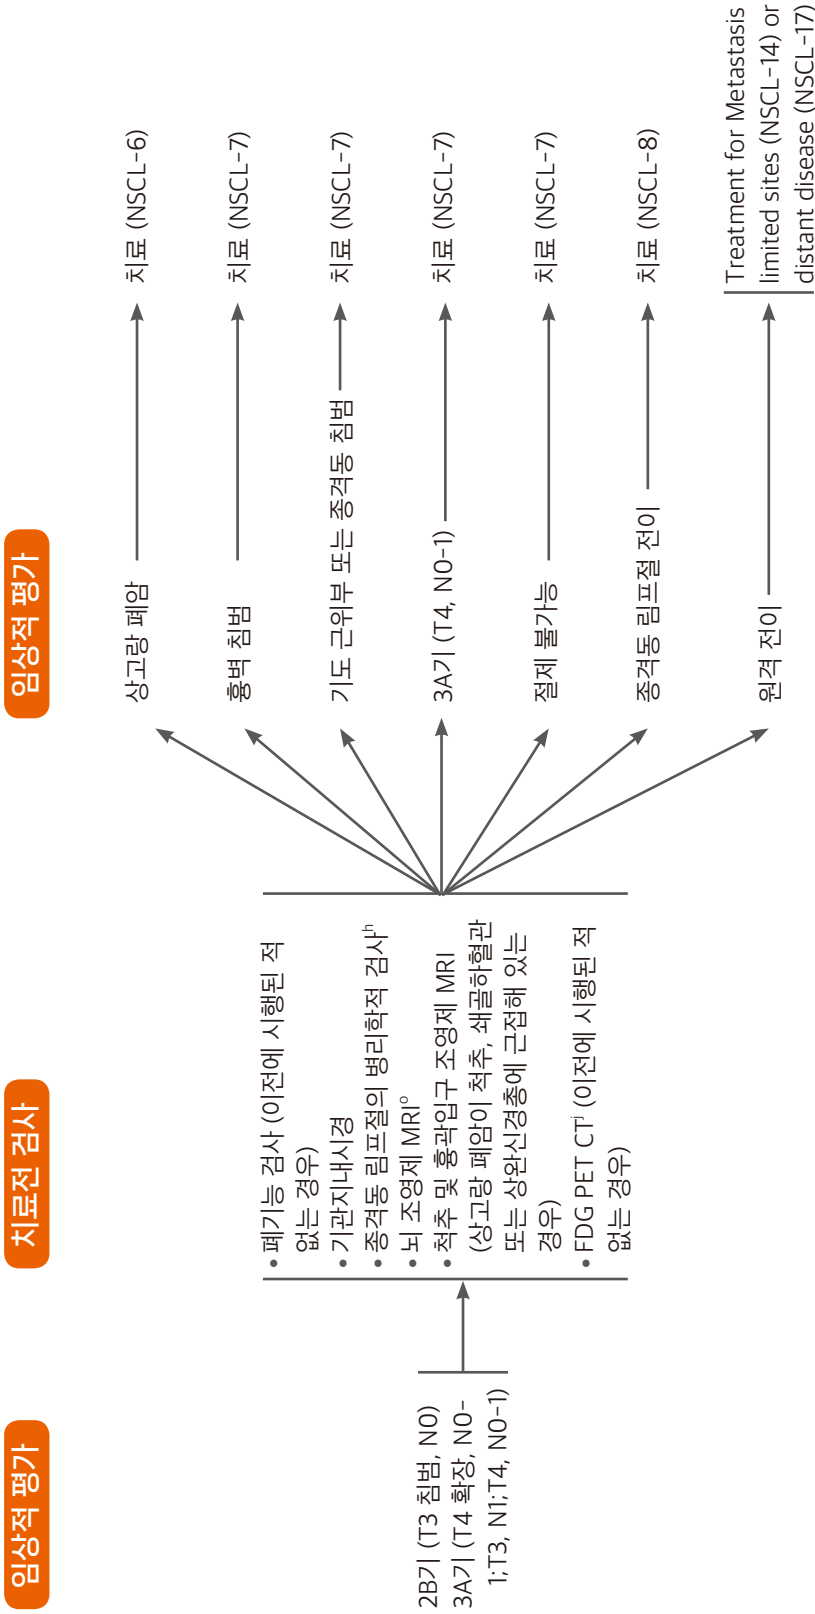 임상적 평가
치료전 검사
임상적 평가
2B기 (T3 침범, N0)
3A기 (T4 확장, N0-
1;T3, N1;T4, N0-1)
• 폐기능 검사 (이전에 시행된 적
없는 경우)
• 기관지내시경
• 종격동 림프절의 병리학적 검사h
• 뇌 조영제 MRIo
• 척추 및 흉곽입구 조영제 MRI
(상고랑 폐암이 척추, 쇄골하혈관
또는 상완신경총에 근접해 있는
경우)
• FDG PET CTj (이전에 시행된 적
없는 경우)
상고랑 폐암
치료 (NSCL-6)
흉벽 침범
치료 (NSCL-7)
기도 근위부 또는 종격동 침범
치료 (NSCL-7)
3A기 (T4, N0-1)
치료 (NSCL-7)
절제 불가능
치료 (NSCL-7)
종격동 림프절 전이
치료 (NSCL-8)
원격 전이
Treatment for Metastasis
limited sites (NSCL-14) or
distant disease (NSCL-17)